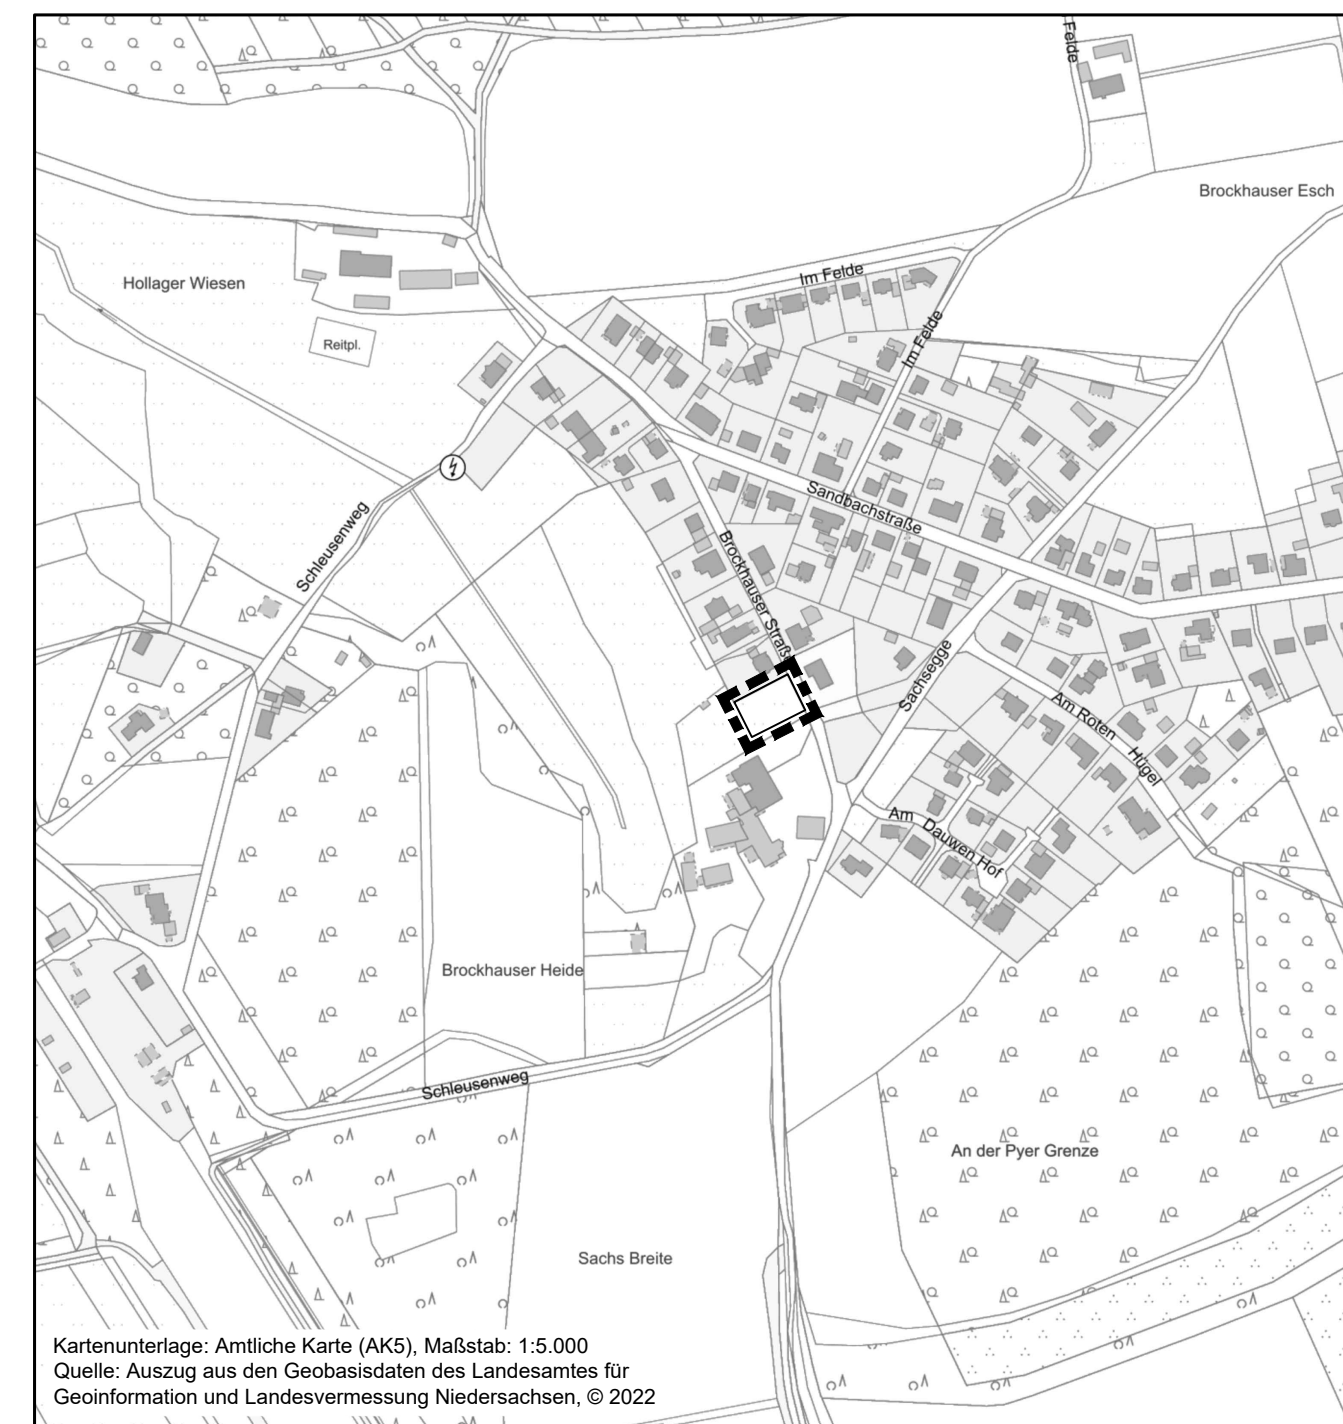 Felde
Brockhauser Esch
Hollager Wiesen
Im Felde
Reitpl.
Im Felde
Sandbachstraße
Schleusenweg
Brockhauser Straße
Sachsegge
Am Roten Hügel
Am Dauwen Hof
Brockhauser Heide
Schleusenweg
An der Pyer Grenze
Sachs Breite
Kartenunterlage: Amtliche Karte (AK5), Maßstab: 1:5.000
Quelle: Auszug aus den Geobasisdaten des Landesamtes für
Geoinformation und Landesvermessung Niedersachsen, © 2022